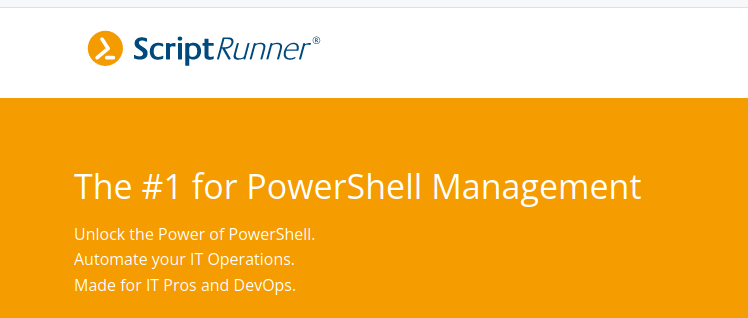 ScriptRunner®
The #1 for PowerShell Management
Unlock the Power of PowerShell.
Automate your IT Operations.
Made for IT Pros and DevOps.